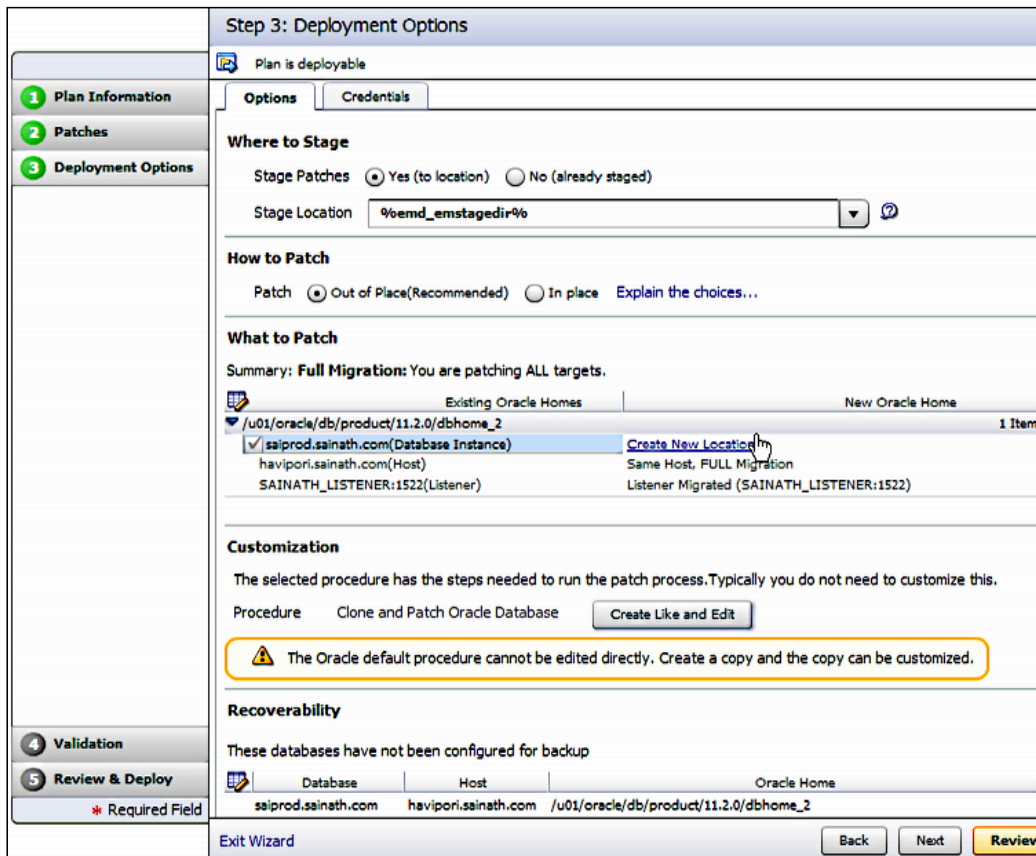 Step 3: Deployment Options
Plan is deployable
1 Plan Information
2 Patches
3 Deployment Options
Options Credentials
Where to Stage
Stage Patches Yes (to location) No (already staged)
Stage Location %emd_emstagedir%
How to Patch
Patch Out of Place(Recommended) In place Explain the choices...
What to Patch
Summary: Full Migration: You are patching ALL targets.
Existing Oracle Homes New Oracle Home
/u01/oracle/db/product/11.2.0/dbhome_2 1 Item
saiprod.sainath.com(Database Instance) Create New Location
havipori.sainath.com(Host) Same Host, FULL Migration
SAINATH_LISTENER:1522(Listener) Listener Migrated (SAINATH_LISTENER:1522)
Customization
The selected procedure has the steps needed to run the patch process.Typically you do not need to customize this.
Procedure Clone and Patch Oracle Database Create Like and Edit
The Oracle default procedure cannot be edited directly. Create a copy and the copy can be customized.
Recoverability
These databases have not been configured for backup
Database Host Oracle Home
saiprod.sainath.com havipori.sainath.com /u01/oracle/db/product/11.2.0/dbhome_2
4 Validation
5 Review & Deploy
* Required Field
Exit Wizard Back Next Review